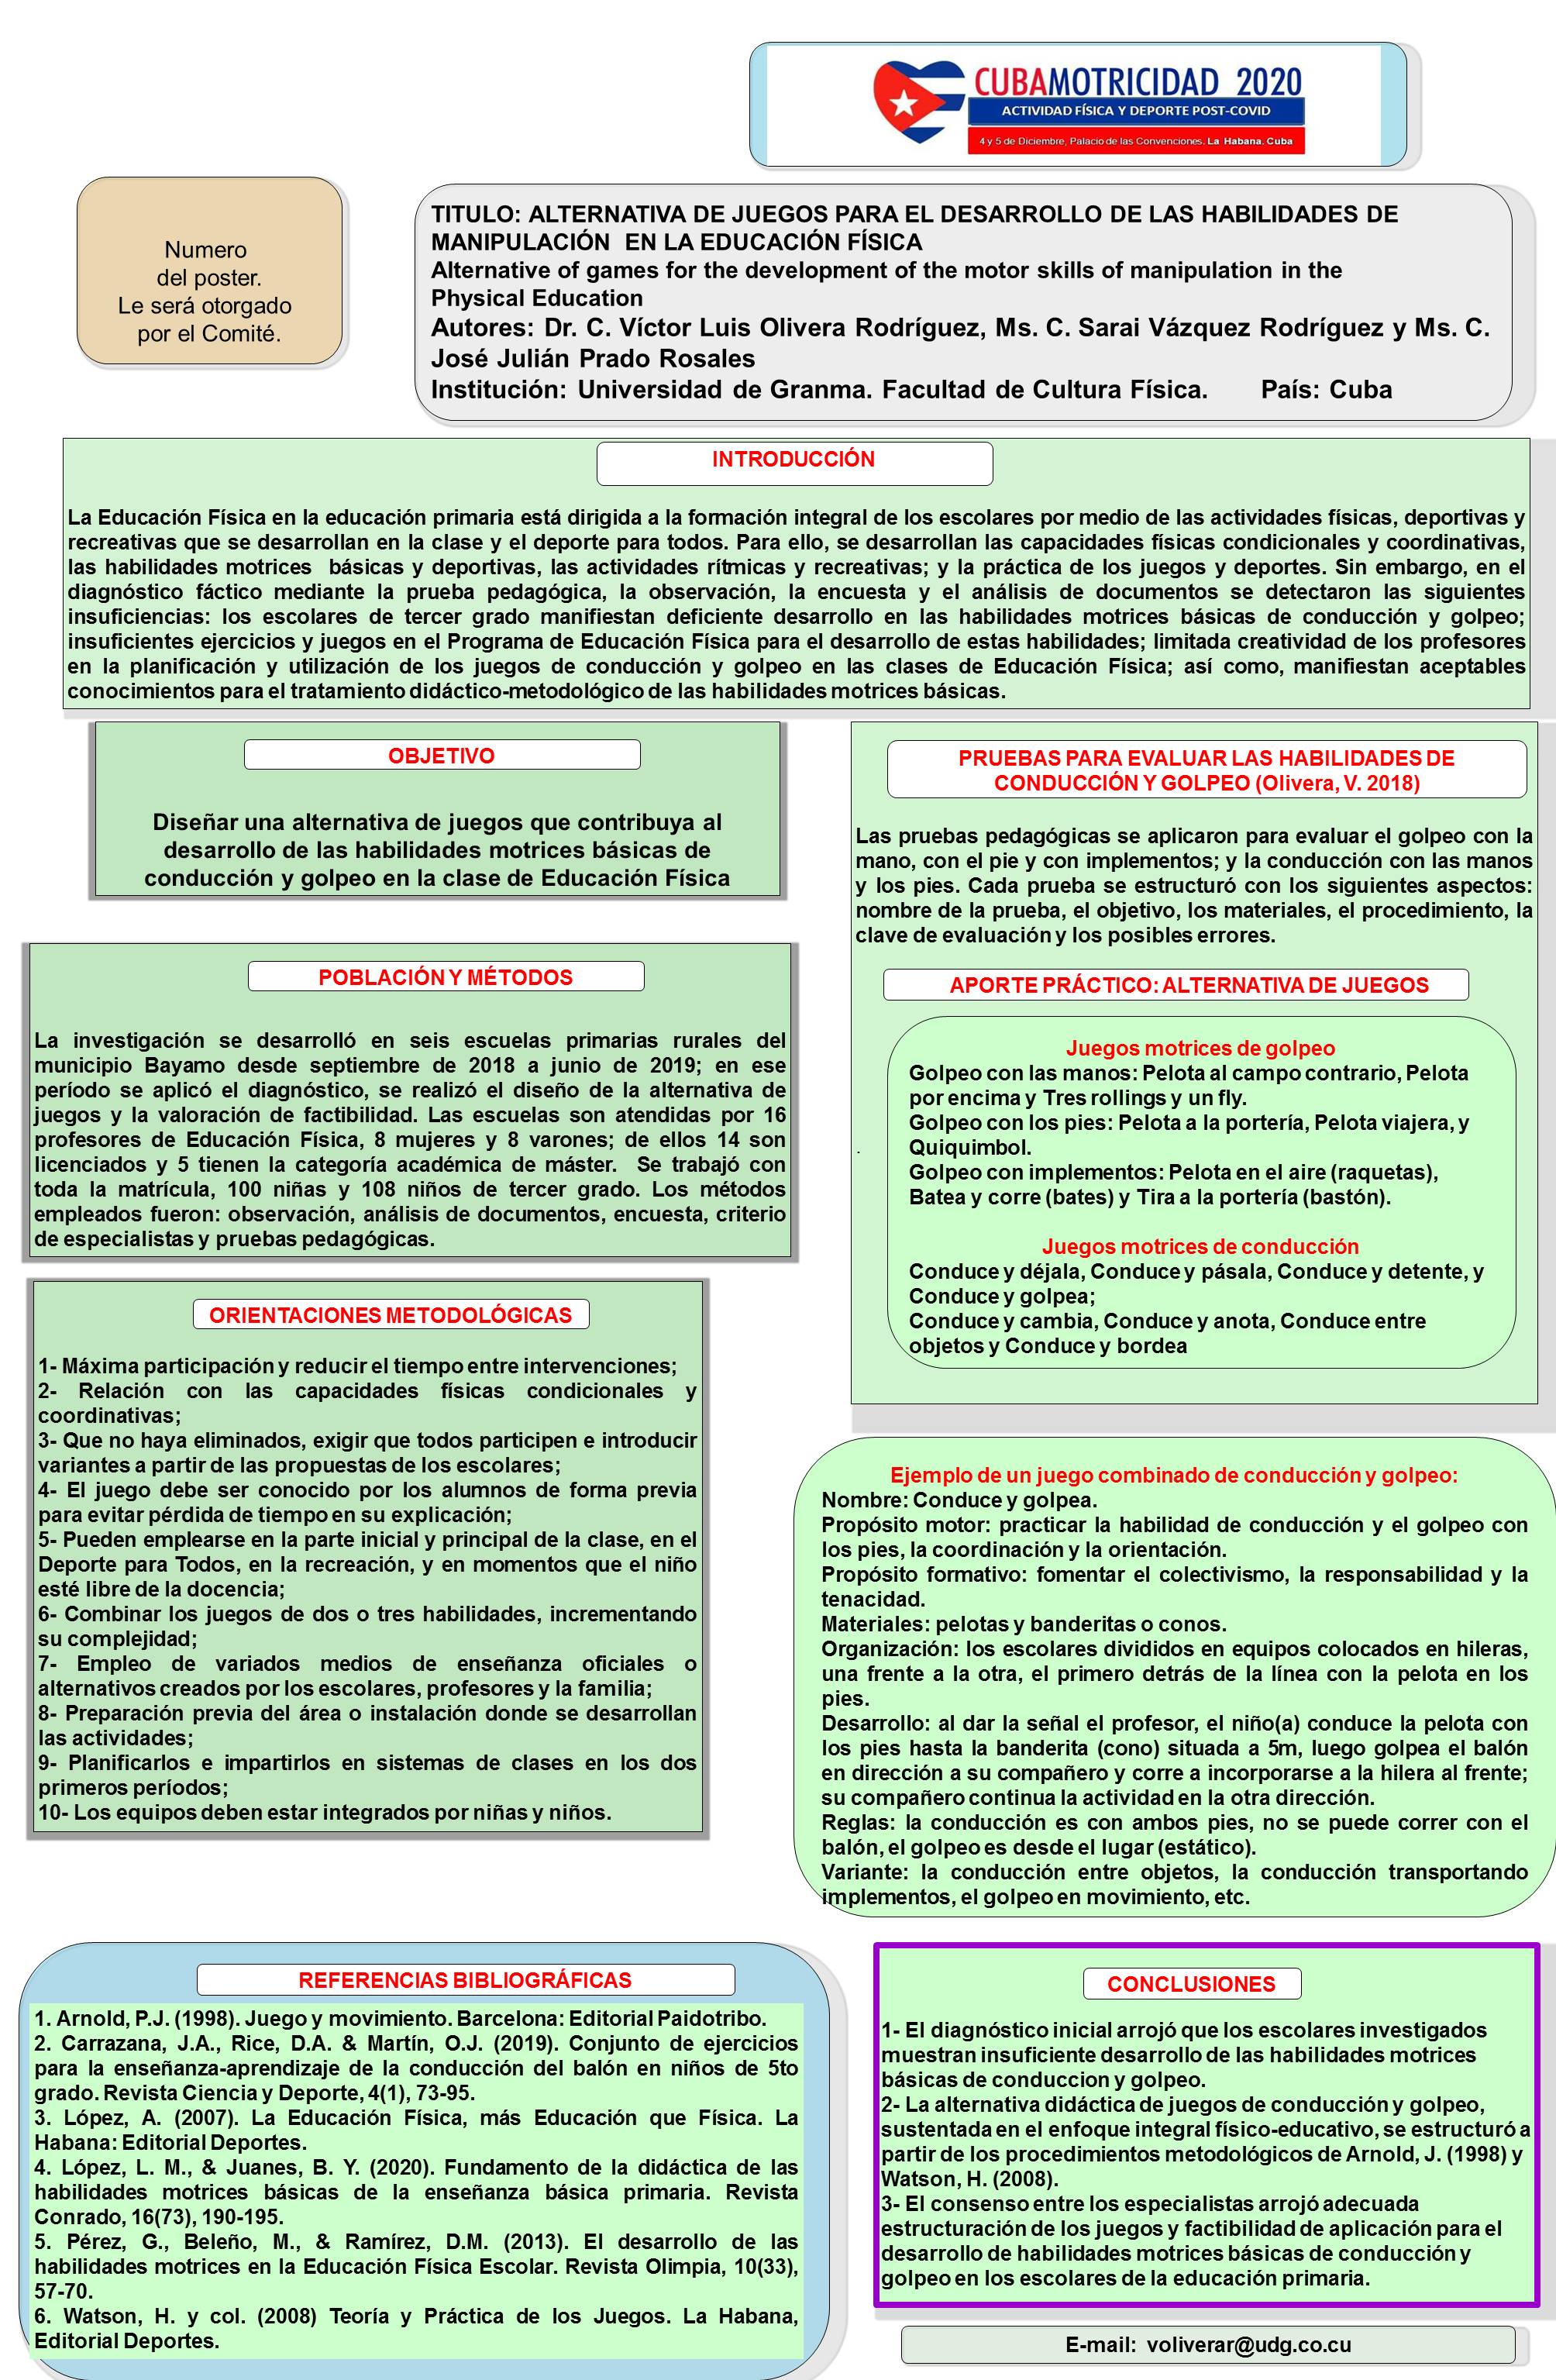 CUBAMOTRICIDAD 2020
ACTIVIDAD FÍSICA Y DEPORTE POST-COVID
4 y 5 de Diciembre, Palacio de las Convenciones. La Habana. Cuba
Numero
del poster.
Le será otorgado
por el Comité.
TITULO: ALTERNATIVA DE JUEGOS PARA EL DESARROLLO DE LAS HABILIDADES DE
MANIPULACIÓN EN LA EDUCACIÓN FÍSICA
Alternative of games for the development of the motor skills of manipulation in the
Physical Education
Autores: Dr. C. Víctor Luis Olivera Rodríguez, Ms. C. Sarai Vázquez Rodríguez y Ms. C.
José Julián Prado Rosales
Institución: Universidad de Granma. Facultad de Cultura Física. País: Cuba
INTRODUCCIÓN
La Educación Física en la educación primaria está dirigida a la formación integral de los escolares por medio de las actividades físicas, deportivas y
recreativas que se desarrollan en la clase y el deporte para todos. Para ello, se desarrollan las capacidades físicas condicionales y coordinativas,
las habilidades motrices básicas y deportivas, las actividades rítmicas y recreativas; y la práctica de los juegos y deportes. Sin embargo, en el
diagnóstico fáctico mediante la prueba pedagógica, la observación, la encuesta y el análisis de documentos se detectaron las siguientes
insuficiencias: los escolares de tercer grado manifiestan deficiente desarrollo en las habilidades motrices básicas de conducción y golpeo;
insuficientes ejercicios y juegos en el Programa de Educación Física para el desarrollo de estas habilidades; limitada creatividad de los profesores
en la planificación y utilización de los juegos de conducción y golpeo en las clases de Educación Física; así como, manifiestan aceptables
conocimientos para el tratamiento didáctico-metodológico de las habilidades motrices básicas.
OBJETIVO
Diseñar una alternativa de juegos que contribuya al
desarrollo de las habilidades motrices básicas de
conducción y golpeo en la clase de Educación Física
POBLACIÓN Y MÉTODOS
La investigación se desarrolló en seis escuelas primarias rurales del
municipio Bayamo desde septiembre de 2018 a junio de 2019; en ese
período se aplicó el diagnóstico, se realizó el diseño de la alternativa de
juegos y la valoración de factibilidad. Las escuelas son atendidas por 16
profesores de Educación Física, 8 mujeres y 8 varones; de ellos 14 son
licenciados y 5 tienen la categoría académica de máster. Se trabajó con
toda la matrícula, 100 niñas y 108 niños de tercer grado. Los métodos
empleados fueron: observación, análisis de documentos, encuesta, criterio
de especialistas y pruebas pedagógicas.
ORIENTACIONES METODOLÓGICAS
1- Máxima participación y reducir el tiempo entre intervenciones;
2- Relación con las capacidades físicas condicionales y
coordinativas;
3- Que no haya eliminados, exigir que todos participen e introducir
variantes a partir de las propuestas de los escolares;
4- El juego debe ser conocido por los alumnos de forma previa
para evitar pérdida de tiempo en su explicación;
5- Pueden emplearse en la parte inicial y principal de la clase, en el
Deporte para Todos, en la recreación, y en momentos que el niño
esté libre de la docencia;
6- Combinar los juegos de dos o tres habilidades, incrementando
su complejidad;
7- Empleo de variados medios de enseñanza oficiales o
alternativos creados por los escolares, profesores y la familia;
8- Preparación previa del área o instalación donde se desarrollan
las actividades;
9- Planificarlos e impartirlos en sistemas de clases en los dos
primeros períodos;
10- Los equipos deben estar integrados por niñas y niños.
PRUEBAS PARA EVALUAR LAS HABILIDADES DE
CONDUCCIÓN Y GOLPEO (Olivera, V. 2018)
Las pruebas pedagógicas se aplicaron para evaluar el golpeo con la
mano, con el pie y con implementos; y la conducción con las manos
y los pies. Cada prueba se estructuró con los siguientes aspectos:
nombre de la prueba, el objetivo, los materiales, el procedimiento, la
clave de evaluación y los posibles errores.
APORTE PRÁCTICO: ALTERNATIVA DE JUEGOS
Juegos motrices de golpeo
Golpeo con las manos: Pelota al campo contrario, Pelota
por encima y Tres rollings y un fly.
Golpeo con los pies: Pelota a la portería, Pelota viajera, y
Quiquimbol.
.
Golpeo con implementos: Pelota en el aire (raquetas),
Batea y corre (bates) y Tira a la portería (bastón).
Juegos motrices de conducción
Conduce y déjala, Conduce y pásala, Conduce y detente, y
Conduce y golpea;
Conduce y cambia, Conduce y anota, Conduce entre
objetos y Conduce y bordea
Ejemplo de un juego combinado de conducción y golpeo:
Nombre: Conduce y golpea.
Propósito motor: practicar la habilidad de conducción y el golpeo con
los pies, la coordinación y la orientación.
Propósito formativo: fomentar el colectivismo, la responsabilidad y la
tenacidad.
Materiales: pelotas y banderitas o conos.
Organización: los escolares divididos en equipos colocados en hileras,
una frente a la otra, el primero detrás de la línea con la pelota en los
pies.
Desarrollo: al dar la señal el profesor, el niño(a) conduce la pelota con
los pies hasta la banderita (cono) situada a 5m, luego golpea el balón
en dirección a su compañero y corre a incorporarse a la hilera al frente;
su compañero continua la actividad en la otra dirección.
Reglas: la conducción es con ambos pies, no se puede correr con el
balón, el golpeo es desde el lugar (estático).
Variante: la conducción entre objetos, la conducción transportando
implementos, el golpeo en movimiento, etc.
REFERENCIAS BIBLIOGRÁFICAS
1. Arnold, P.J. (1998). Juego y movimiento. Barcelona: Editorial Paidotribo.
2. Carrazana, J.A., Rice, D.A. & Martín, O.J. (2019). Conjunto de ejercicios
para la enseñanza-aprendizaje de la conducción del balón en niños de 5to
grado. Revista Ciencia y Deporte, 4(1), 73-95.
3. López, A. (2007). La Educación Física, más Educación que Física. La
Habana: Editorial Deportes.
4. López, L. M., & Juanes, B. Y. (2020). Fundamento de la didáctica de las
habilidades motrices básicas de la enseñanza básica primaria. Revista
Conrado, 16(73), 190-195.
5. Pérez, G., Beleño, M., & Ramírez, D.M. (2013). El desarrollo de las
habilidades motrices en la Educación Física Escolar. Revista Olimpia, 10(33),
57-70.
6. Watson, H. y col. (2008) Teoría y Práctica de los Juegos. La Habana,
Editorial Deportes.
CONCLUSIONES
1- El diagnóstico inicial arrojó que los escolares investigados
muestran insuficiente desarrollo de las habilidades motrices
básicas de conduccion y golpeo.
2- La alternativa didáctica de juegos de conducción y golpeo,
sustentada en el enfoque integral físico-educativo, se estructuró a
partir de los procedimientos metodológicos de Arnold, J. (1998) y
Watson, H. (2008).
3- El consenso entre los especialistas arrojó adecuada
estructuración de los juegos y factibilidad de aplicación para el
desarrollo de habilidades motrices básicas de conducción y
golpeo en los escolares de la educación primaria.
E-mail: voliverar@udg.co.cu